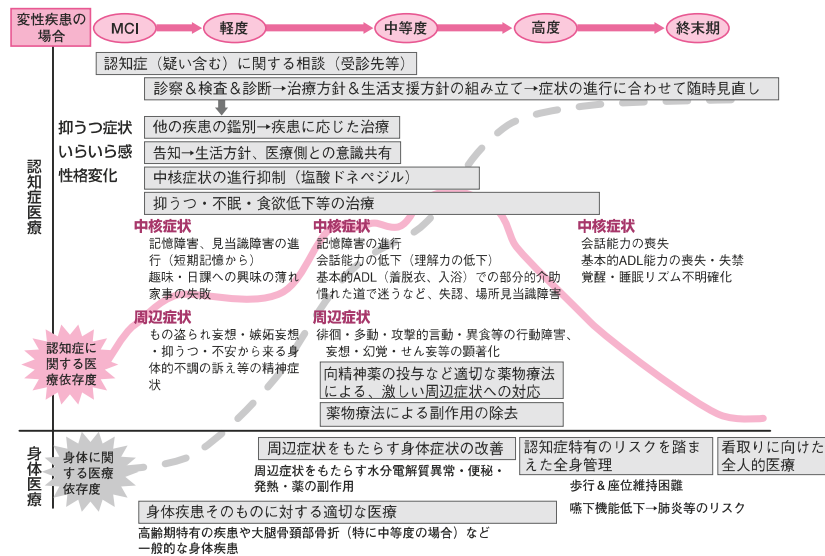 変性疾患の
場合
MCI
軽度
中等度
高度
終末期
認知症（疑い含む）に関する相談（受診先等）
診察＆検査＆診断→治療方針＆生活支援方針の組み立て→症状の進行に合わせて随時見直し
抑うつ症状
いらいら感
性格変化
他の疾患の鑑別→疾患に応じた治療
告知→生活方針、医療側との意識共有
中核症状の進行抑制（塩酸ドネペジル）
抑うつ・不眠・食欲低下等の治療
認知症医療
中核症状
記憶障害、見当識障害の進
行（短期記憶から）
趣味・日課への興味の薄れ
家事の失敗
周辺症状
もの盗られ妄想・嫉妬妄想
・抑うつ・不安から来る身体
的不調の訴え等の精神症
状
中核症状
記憶障害の進行
会話能力の低下（理解力の低下）
基本的ADL（着脱衣、入浴）での部分的介助
慣れた道で迷うなど、失認、場所見当識障害
周辺症状
徘徊・多動・攻撃的言動・異食等の行動障害、
妄想・幻覚・せん妄等の顕著化
向精神薬の投与など適切な薬物療法
による、激しい周辺症状への対応
薬物療法による副作用の除去
中核症状
会話能力の喪失
基本的ADL能力の喪失・失禁
覚醒・睡眠リズム不明確化
認知症に
関する医
療依存度
身体医療
身体に関
する医療
依存度
周辺症状をもたらす身体症状の改善
周辺症状をもたらす水分電解質異常・便秘・
発熱・薬の副作用
認知症特有のリスクを踏ま
えた全身管理
歩行＆座位維持困難
嚥下機能低下→肺炎等のリスク
看取りに向けた
全人的医療
身体疾患そのものに対する適切な医療
高齢期特有の疾患や大腿骨頚部骨折（特に中等度の場合）など
一般的な身体疾患